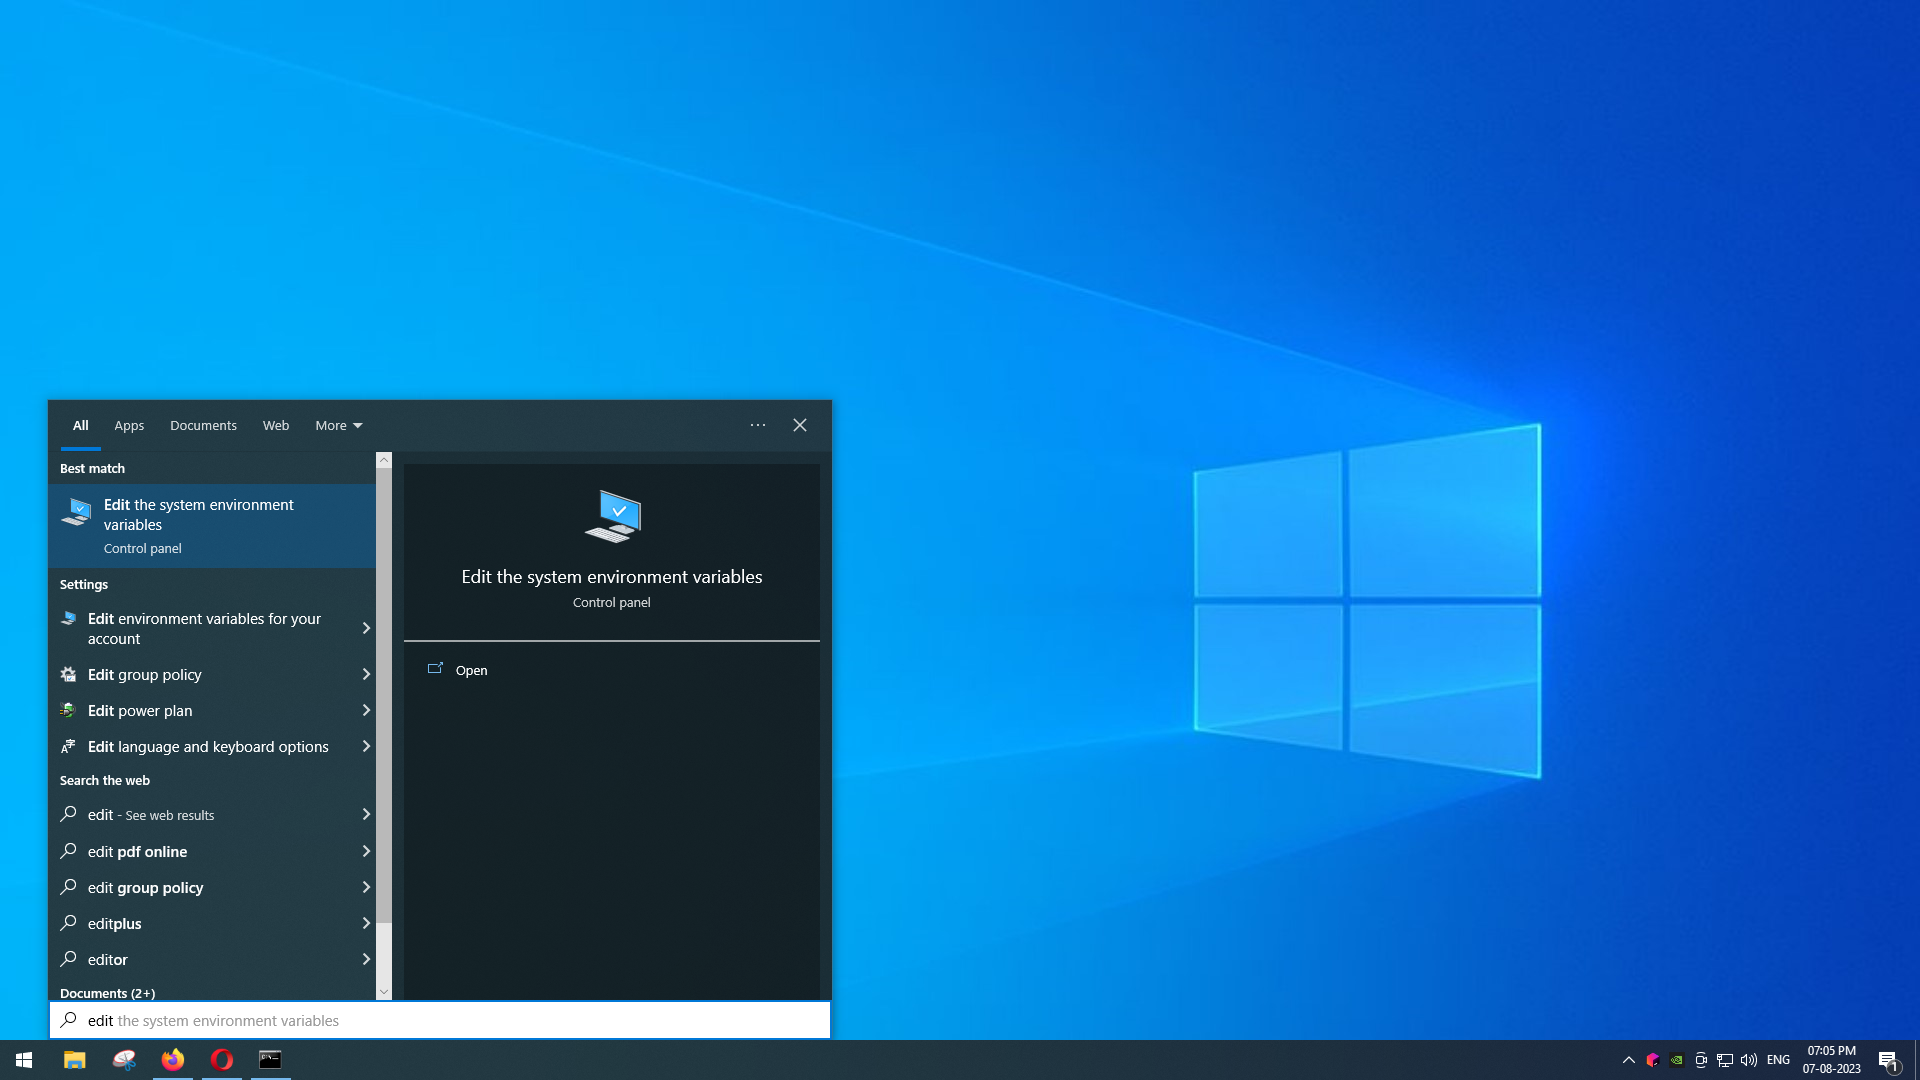 All Apps Documents Web More
Best match
Edit the system environment
variables
Control panel
Settings
Edit environment variables for your
account
Edit group policy
Edit power plan
Edit language and keyboard options
Search the web
edit - See web results
edit pdf online
edit group policy
editplus
editor
Documents (2+)
Edit the system environment variables
Control panel
Open
edit the system environment variables
ENG
07:05 PM
07-08-2023
1